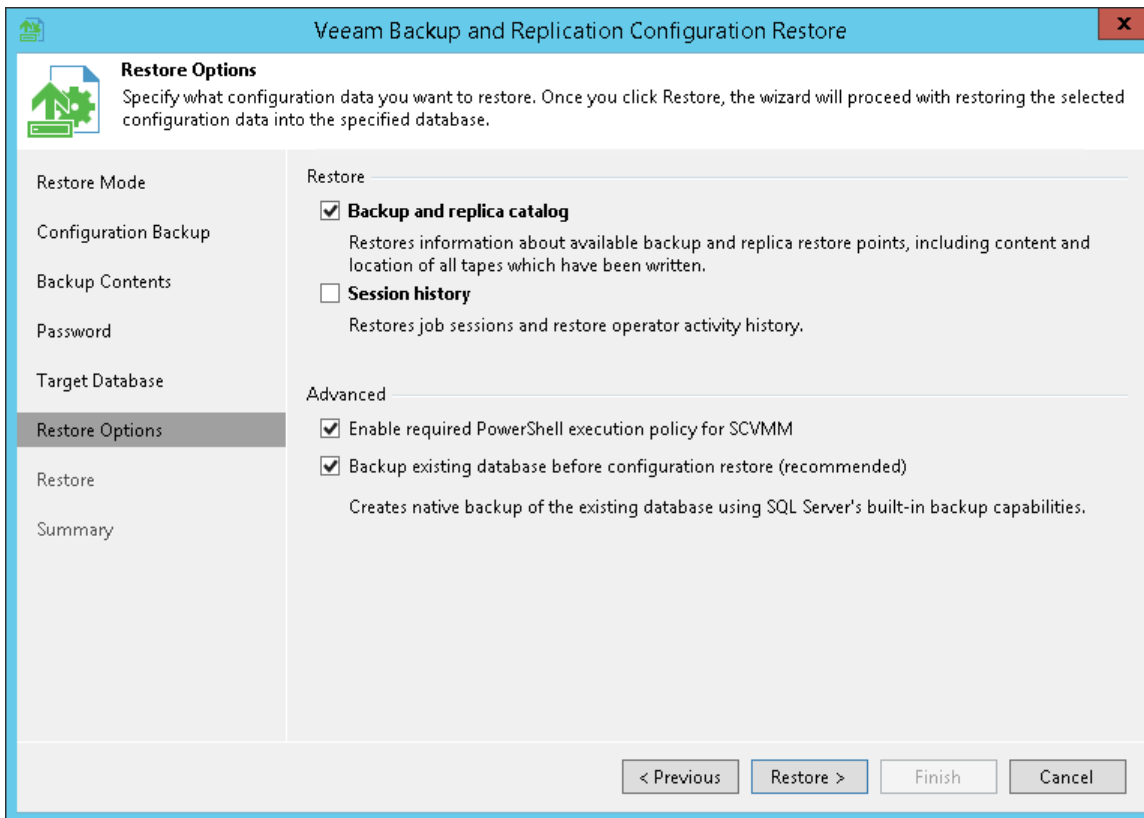 Veeam Backup and Replication Configuration Restore
x
Restore Options
Specify what configuration data you want to restore. Once you click Restore, the wizard will proceed with restoring the selected
configuration data into the specified database.
Restore Mode
Configuration Backup
Backup Contents
Password
Target Database
Restore Options
Restore
Summary
Restore
Backup and replica catalog
Restores information about available backup and replica restore points, including content and
location of all tapes which have been written.
Session history
Restores job sessions and restore operator activity history.
Advanced
Enable required PowerShell execution policy for SCVMM
Backup existing database before configuration restore (recommended)
Creates native backup of the existing database using SQL Server's built-in backup capabilities.
< Previous
Restore >
Finish
Cancel